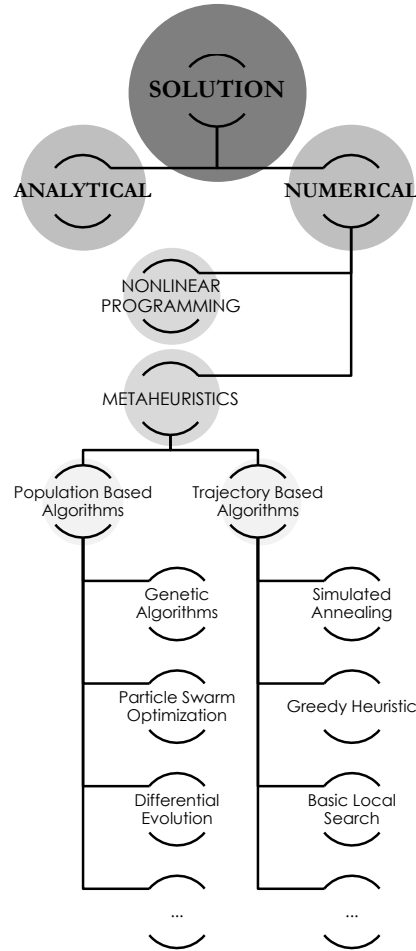 SOLUTION
ANALYTICAL
NUMERICAL
NONLINEAR
PROGRAMMING
METAHEURISTICS
Population Based
Algorithms
Trajectory Based
Algorithms
Genetic
Algorithms
Simulated
Annealing
Particle Swarm
Optimization
Greedy Heuristic
Differential
Evolution
Basic Local
Search
...
...